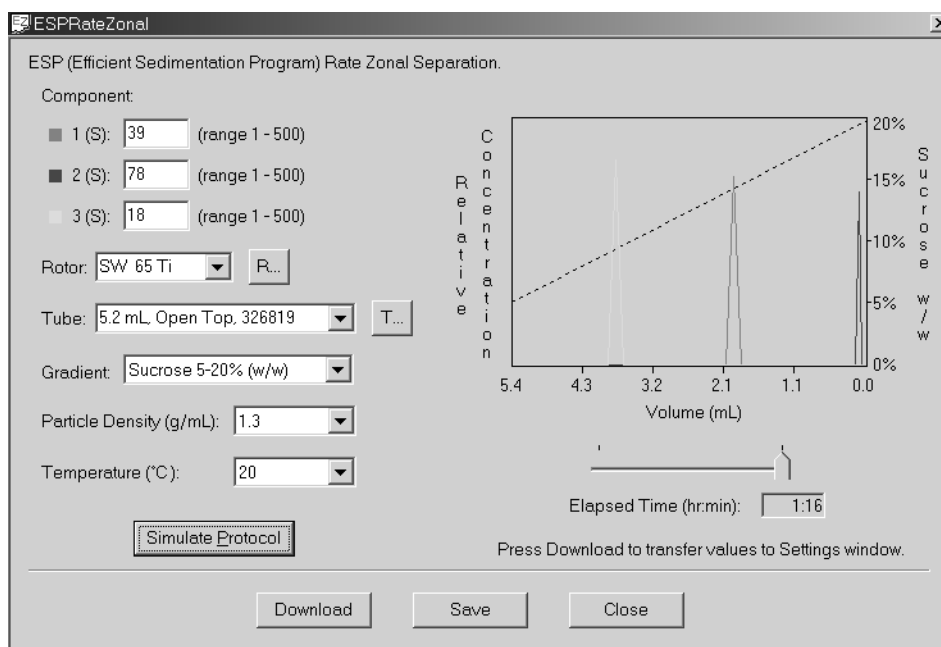 ESPRateZonal
ESP (Efficient Sedimentation Program) Rate Zonal Separation.
Component:
1 (S): 39 (range 1 - 500)
2 (S): 78 (range 1 - 500)
3 (S): 18 (range 1 - 500)
Rotor: SW 65 Ti R...
Tube: 5.2 mL, Open Top, 326819 T...
Gradient: Sucrose 5-20% (w/w)
Particle Density (g/mL): 1.3
Temperature (°C): 20
Simulate Protocol
Relative
Concentration
20%
15%
10%
5%
0%
Sucrose w/w
5.4 4.3 3.2 2.1 1.1 0.0
Volume (mL)
Elapsed Time (hr:min): 1:16
Press Download to transfer values to Settings window.
Download Save Close